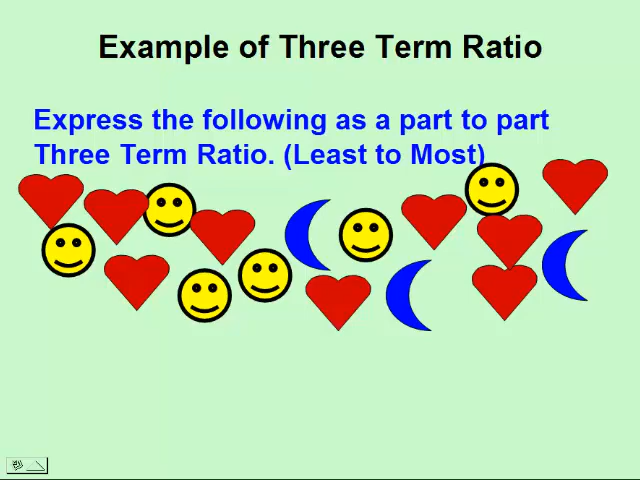 Example of Three Term Ratio
Express the following as a part to part
Three Term Ratio. (Least to Most)